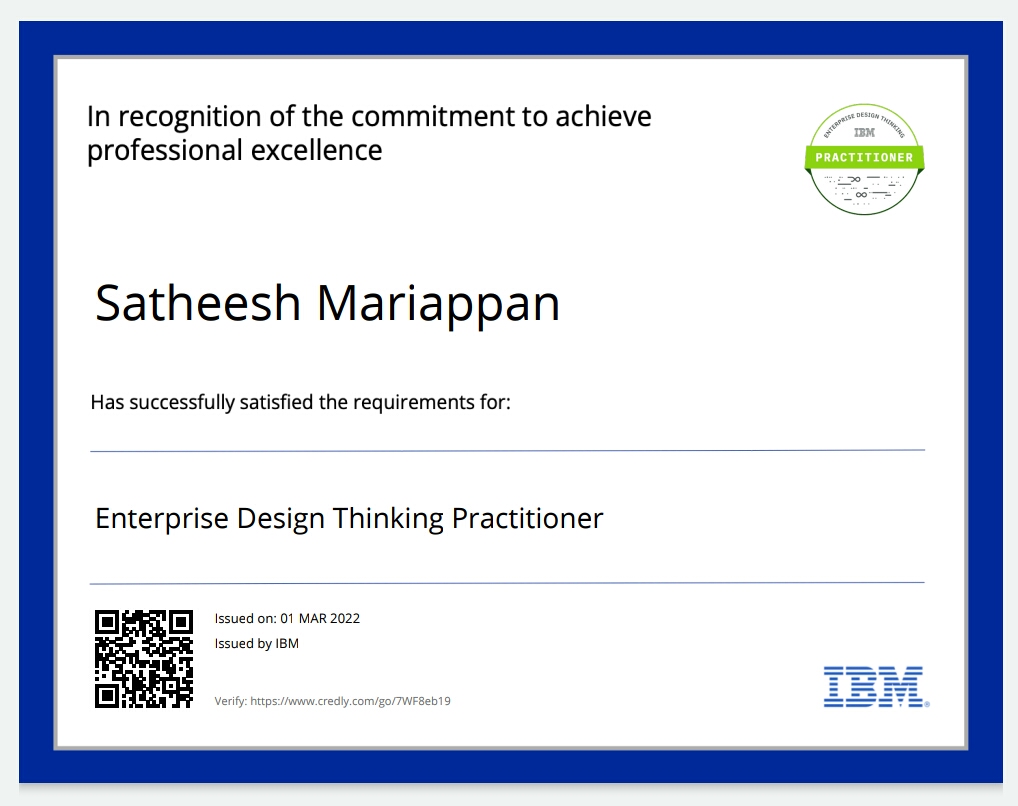 In recognition of the commitment to achieve
professional excellence
ENTERPRISE DESIGN THINKING
IBM
PRACTITIONER
Satheesh Mariappan
Has successfully satisfied the requirements for:
Enterprise Design Thinking Practitioner
Issued on: 01 MAR 2022
Issued by IBM
Verify: https://www.credly.com/go/7WF8eb19
IBM®